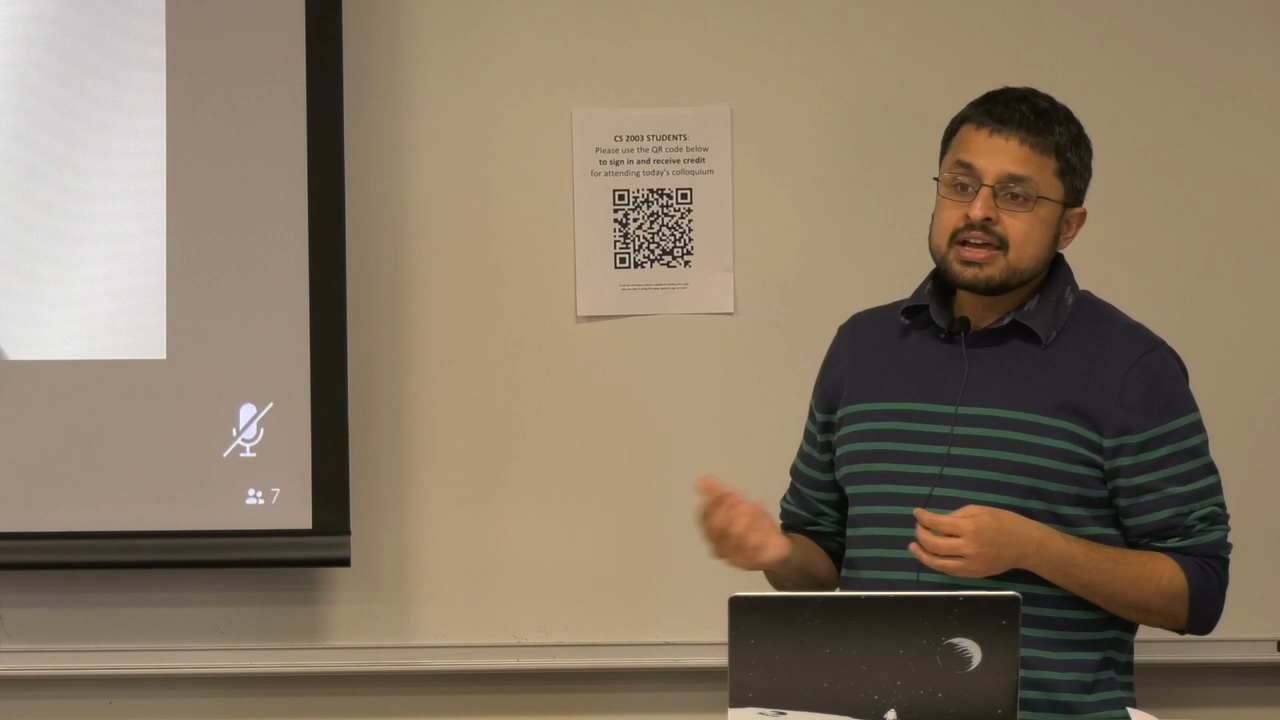 CS 2003 STUDENTS:
Please use the QR code below
to sign in and receive credit
for attending today's colloquium
7